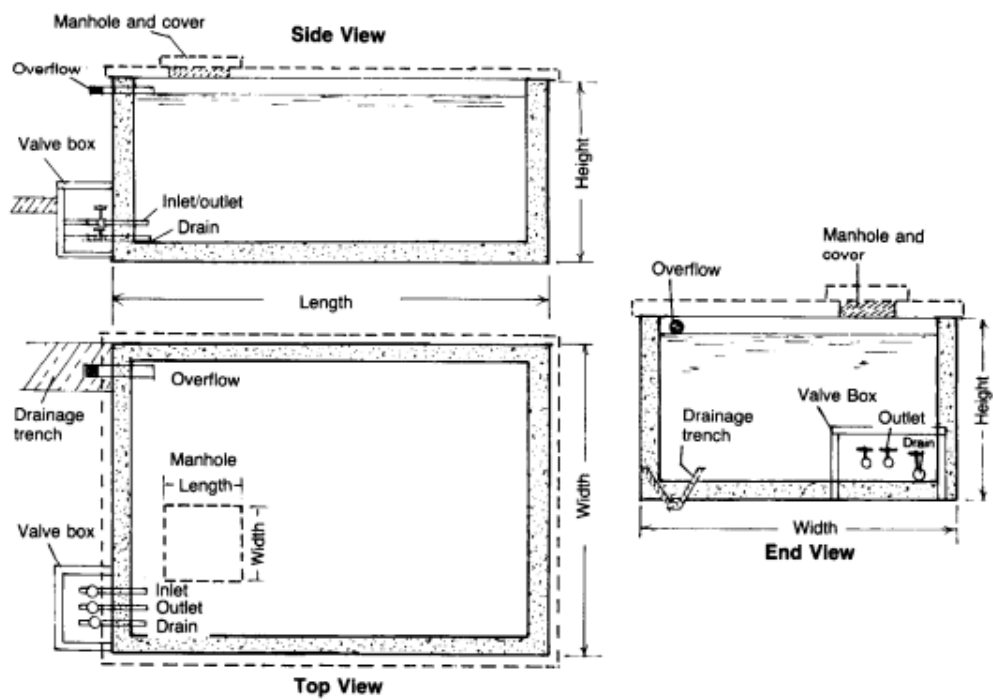 Manhole and cover
Side View
Overflow
Valve box
Height
Inlet/outlet
Drain
Length
Overflow
Drainage
trench
Manhole
Length
Width
Width
Valve box
Inlet
Outlet
Drain
Top View
Manhole and
cover
Overflow
Valve Box
Outlet
Drainage
trench
Drain
Height
Width
End View